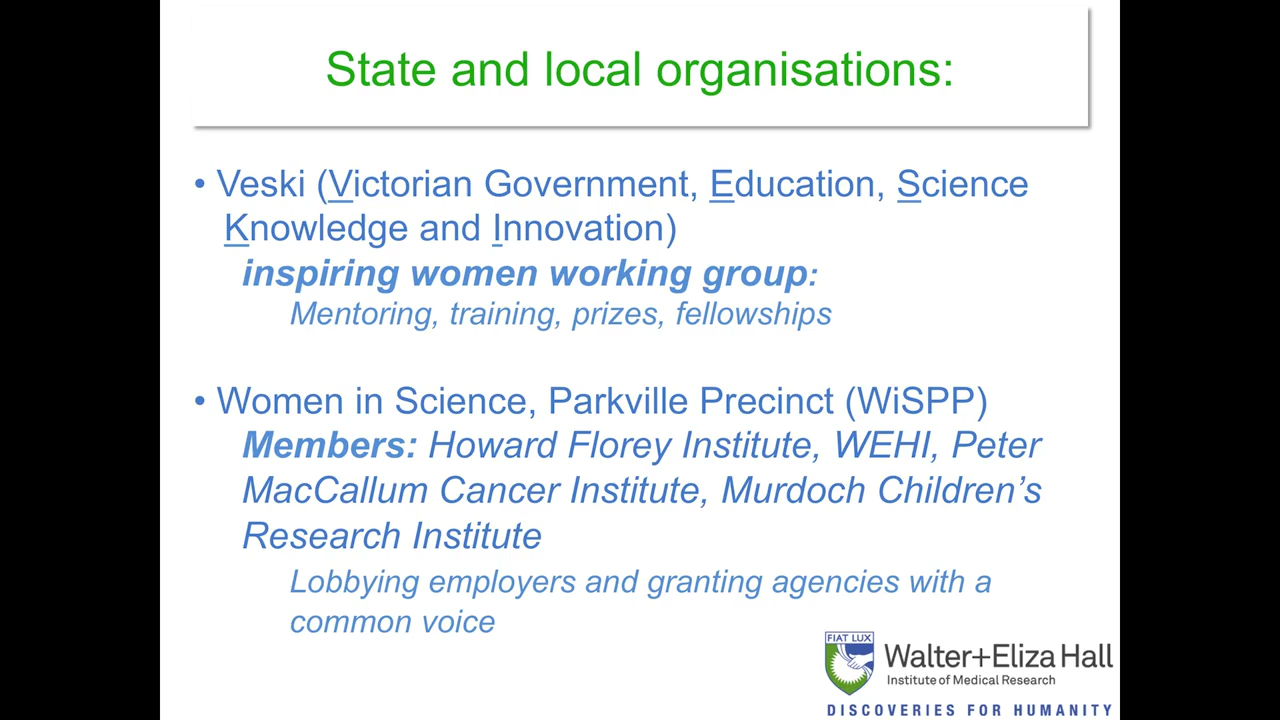 State and local organisations:
• Veski (Victorian Government, Education, Science
Knowledge and Innovation)
inspiring women working group:
Mentoring, training, prizes, fellowships
• Women in Science, Parkville Precinct (WiSPP)
Members: Howard Florey Institute, WEHI, Peter
MacCallum Cancer Institute, Murdoch Children’s
Research Institute
Lobbying employers and granting agencies with a
common voice
FIAT LUX
Walter+Eliza Hall
Institute of Medical Research
DISCOVERIES FOR HUMANITY